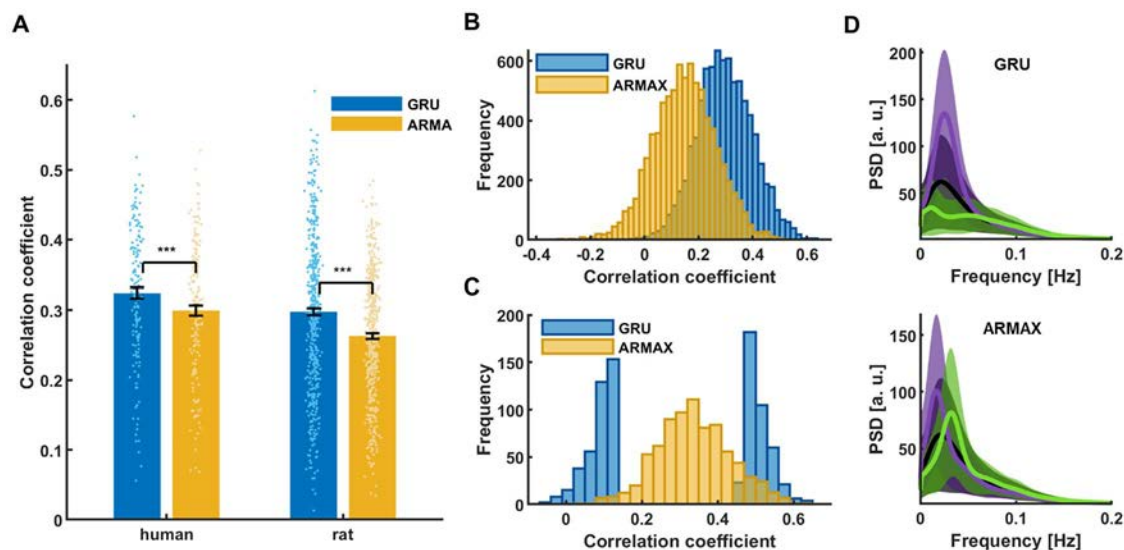 A
Correlation coefficient
0.6
0.5
0.4
0.3
0.2
0.1
0
GRU
ARMA
***
***
human
rat
B
Frequency
600
400
200
0
GRU
ARMAX
-0.4
-0.2
0
0.2
0.4
0.6
Correlation coefficient
C
Frequency
200
150
100
50
0
GRU
ARMAX
0
0.2
0.4
0.6
Correlation coefficient
D
GRU
PSD [a. u.]
200
150
100
50
0
0.1
0.2
Frequency [Hz]
ARMAX
PSD [a. u.]
150
100
50
0
0.1
0.2
Frequency [Hz]